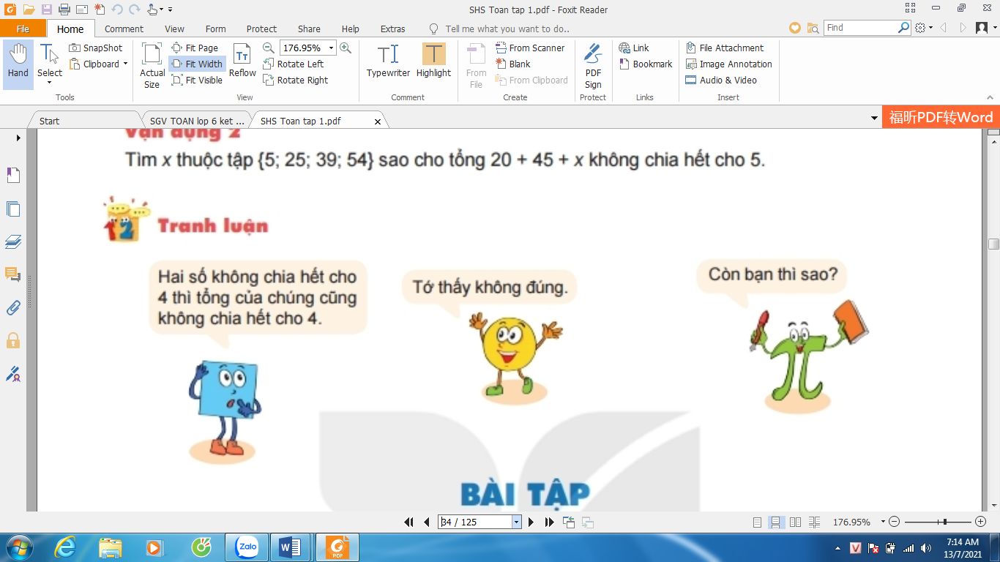 SHS Toan tap 1.pdf - Foxit Reader
File Home Comment View Form Protect Share Help Extras Tell me what you want to do.. Find
Hand
Select
SnapShot
Clipboard
Tools
Actual Size
Fit Page
Fit Width
Fit Visible
Reflow
176.95%
Rotate Left
Rotate Right
View
Typewriter
Highlight
Comment
From File
From Scanner
Blank
From Clipboard
Create
PDF Sign
Protect
Link
Bookmark
Links
File Attachment
Image Annotation
Audio & Video
Insert
Start SGV TOAN lop 6 ket ... SHS Toan tap 1.pdf 福昕PDF转Word
Vận dụng 2
Tìm x thuộc tập {5; 25; 39; 54} sao cho tổng 20 + 45 + x không chia hết cho 5.
Tranh luận
Hai số không chia hết cho
4 thì tổng của chúng cũng
không chia hết cho 4.
Tớ thấy không đúng.
Còn bạn thì sao?
BÀI TẬP
34 / 125 176.95%
Zalo
PDF
7:14 AM
13/7/2021